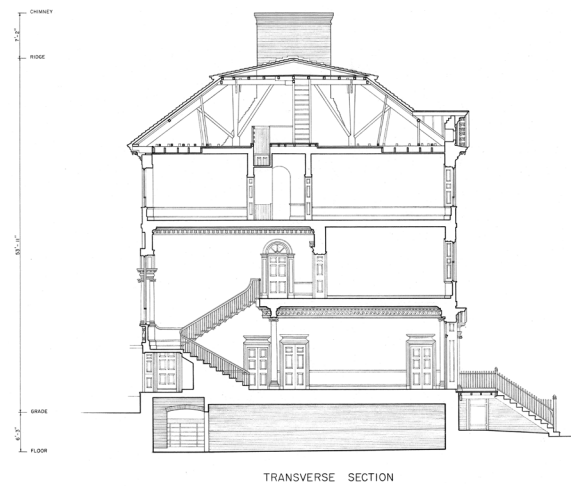 CHIMNEY
7'-2"
RIDGE
53'-11"
GRADE
6'-3"
FLOOR
TRANSVERSE SECTION